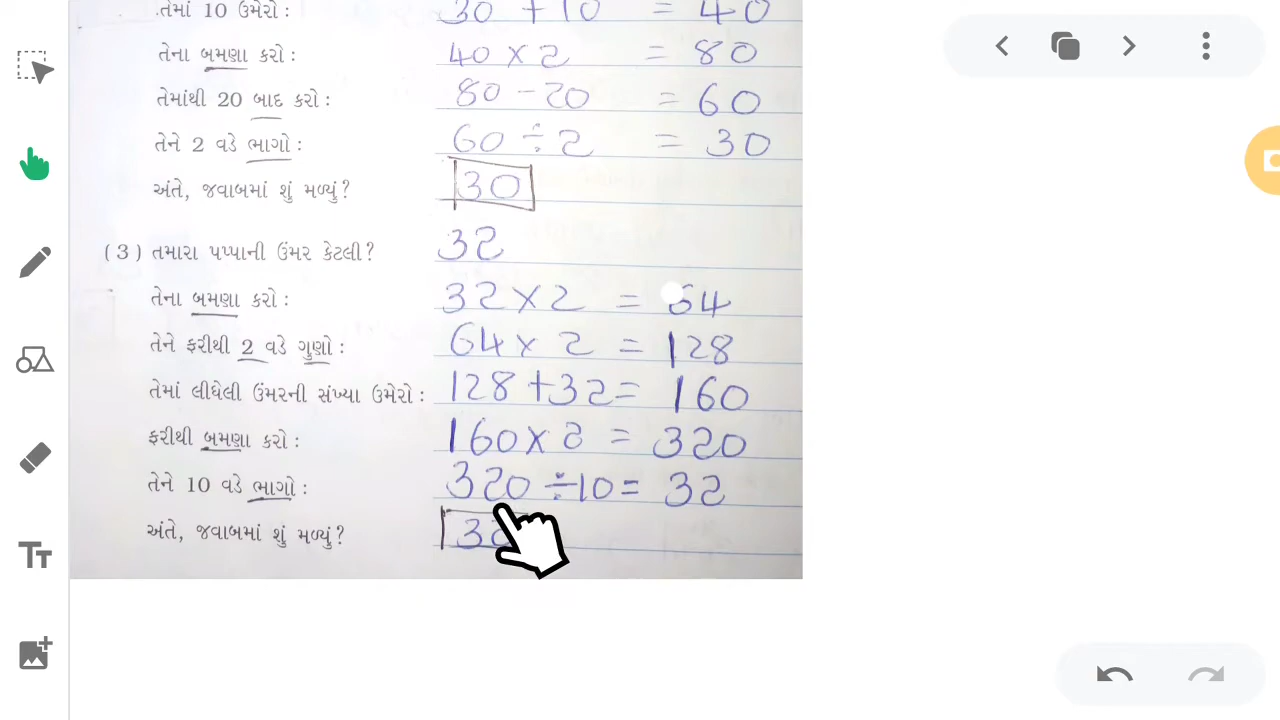 તેમાં 10 ઉમેરો : 30 + 10 = 40
તેના બમણા કરો : 40 × 2 = 80
તેમાંથી 20 બાદ કરો : 80 - 20 = 60
તેને 2 વડે ભાગો : 60 ÷ 2 = 30
અંતે, જવાબમાં શું મળ્યું? 30
(3) તમારા પપ્પાની ઉંમર કેટલી? 32
તેના બમણા કરો : 32 × 2 = 64
તેને ફરીથી 2 વડે ગુણો : 64 × 2 = 128
તેમાં લીધેલી ઉંમરની સંખ્યા ઉમેરો : 128 + 32 = 160
ફરીથી બમણા કરો : 160 × 2 = 320
તેને 10 વડે ભાગો : 320 ÷ 10 = 32
અંતે, જવાબમાં શું મળ્યું? 32
Tт